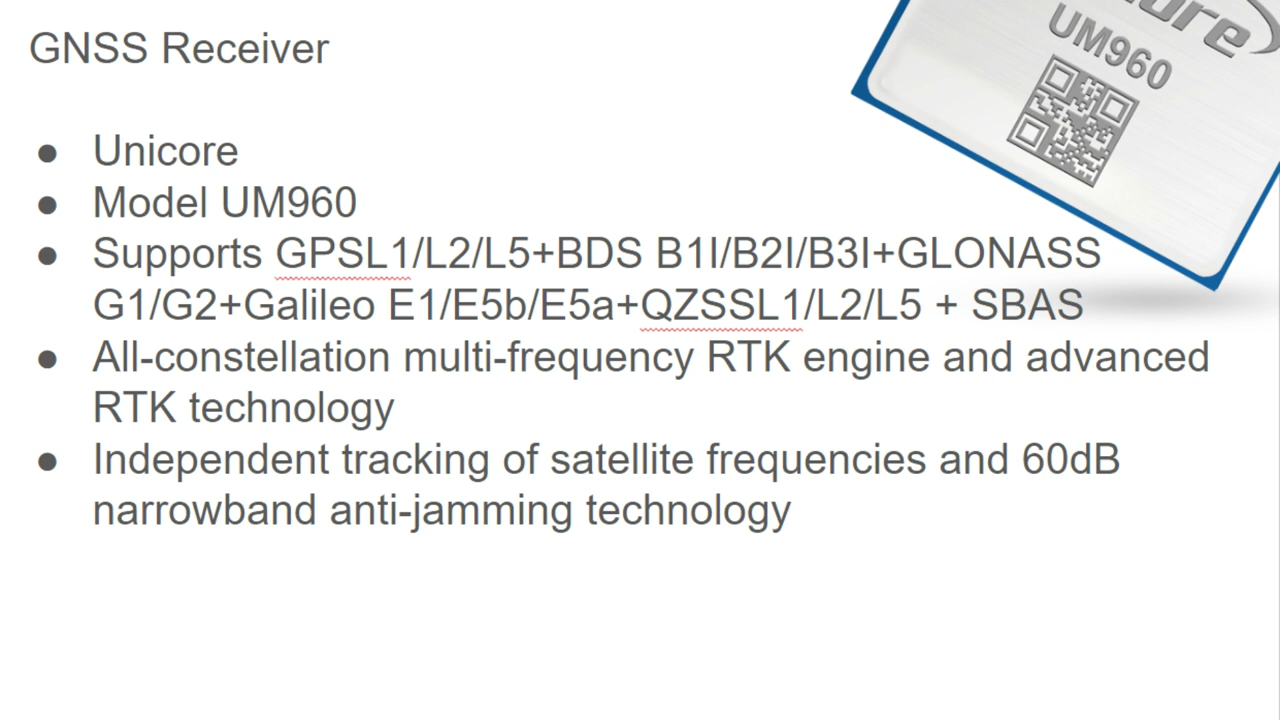 GNSS Receiver
● Unicore
● Model UM960
● Supports GPSL1/L2/L5+BDS B1I/B2I/B3I+GLONASS
G1/G2+Galileo E1/E5b/E5a+QZSSL1/L2/L5 + SBAS
● All-constellation multi-frequency RTK engine and advanced
RTK technology
● Independent tracking of satellite frequencies and 60dB
narrowband anti-jamming technology
UM960